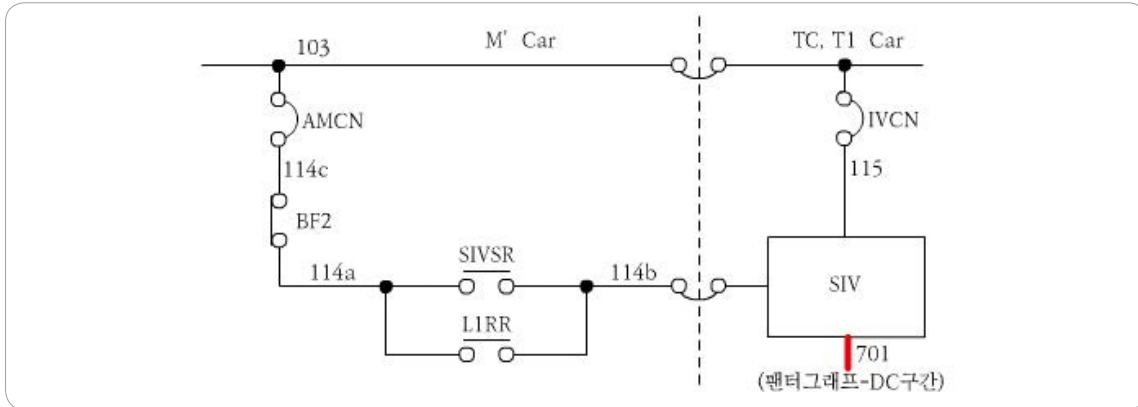 103
M' Car
TC, T1 Car
AMCN
IVCN
114c
115
BF2
SIVSR
114a
114b
SIV
L1RR
701
(팬터그래프-DC구간)